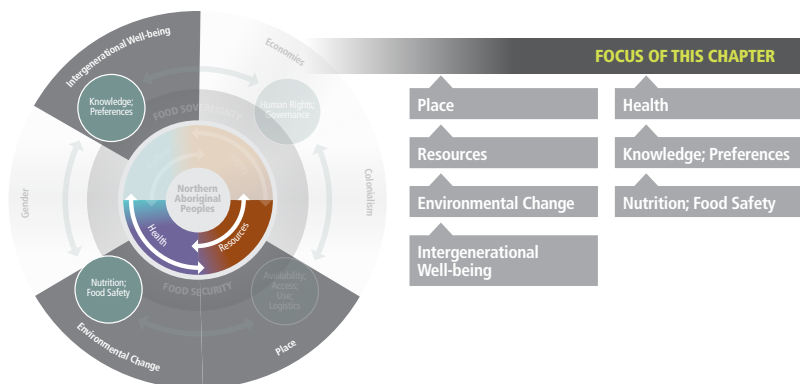 Intergenerational Well-being
Economies
Knowledge;
Preferences
Human Rights;
Governance
FOOD SOVEREIGNTY
Gender
Colonialism
Northern
Aboriginal
Peoples
Health
Resources
Nutrition;
Food Safety
Availability;
Access;
Use;
Logistics
FOOD SECURITY
Environmental Change
Place
FOCUS OF THIS CHAPTER
Place
Resources
Environmental Change
Intergenerational
Well-being
Health
Knowledge; Preferences
Nutrition; Food Safety